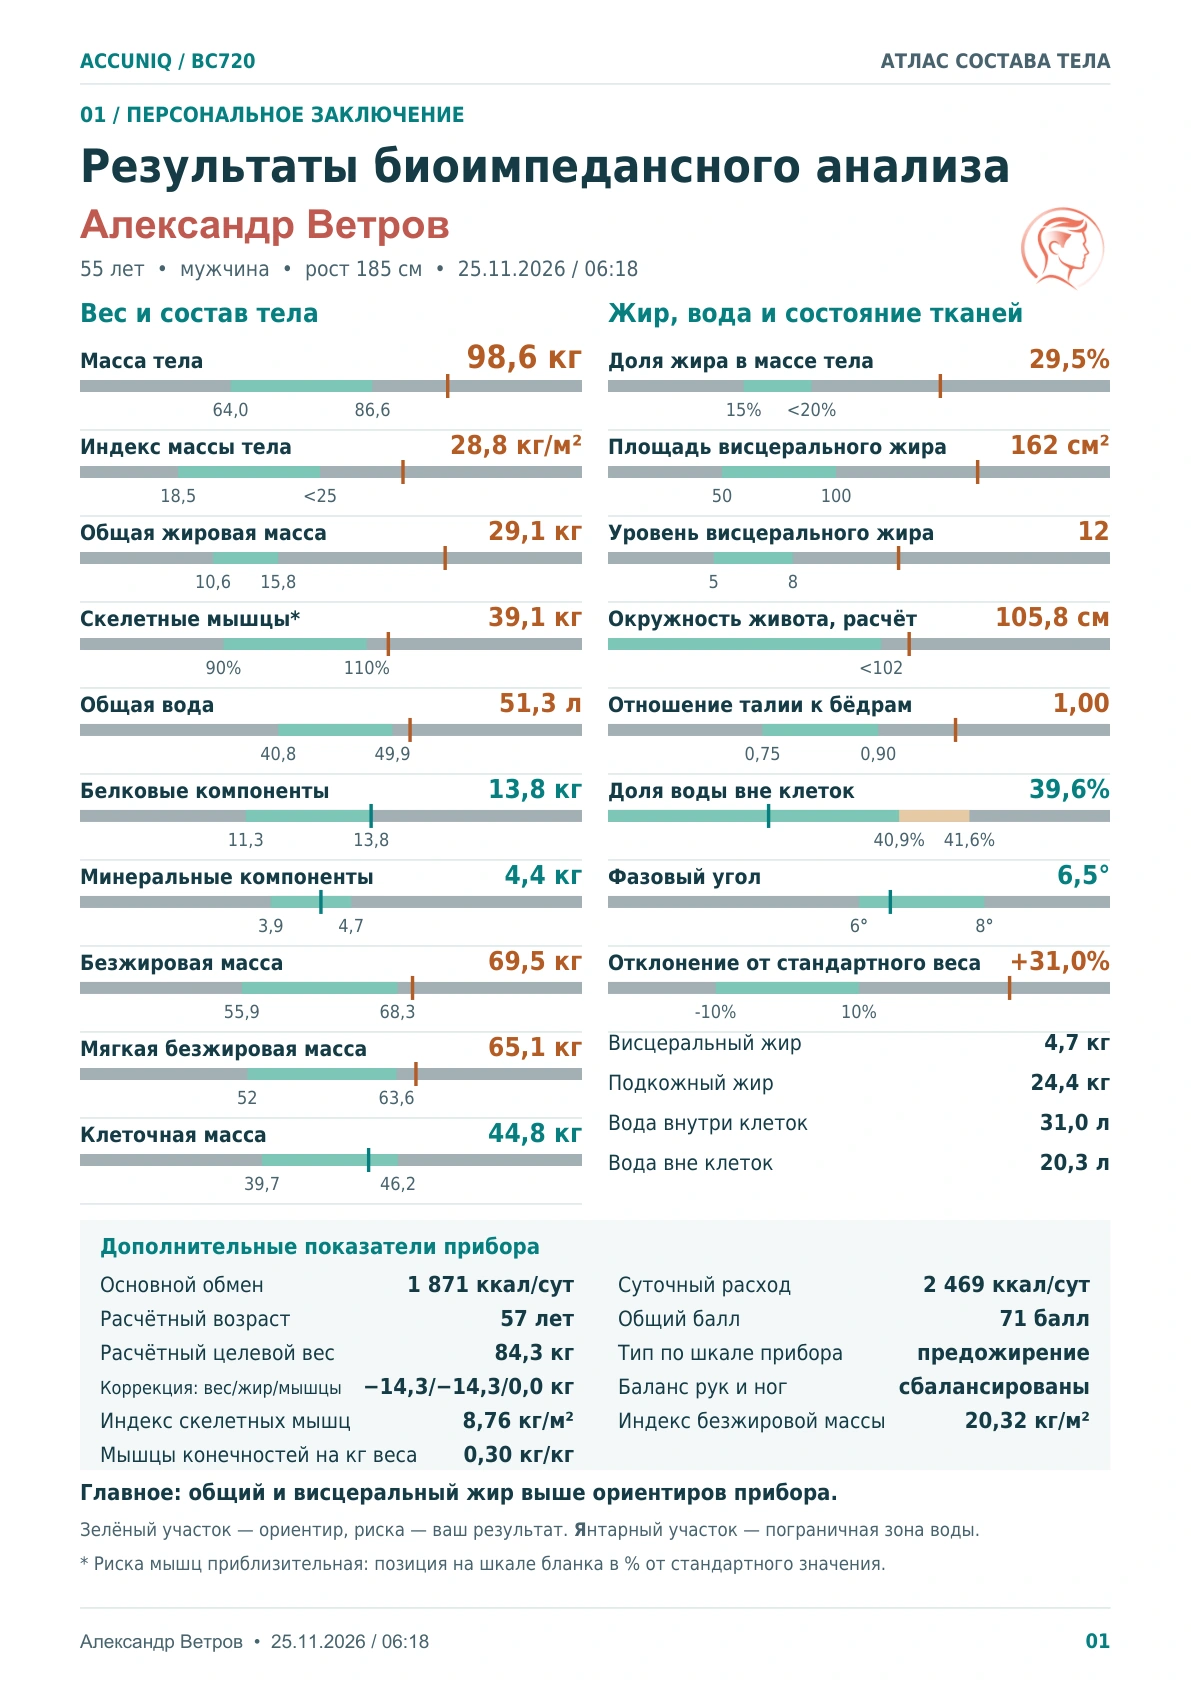 ACCUNIQ / BC720
АТЛАС СОСТАВА ТЕЛА
01 / ПЕРСОНАЛЬНОЕ ЗАКЛЮЧЕНИЕ
Результаты биоимпедансного анализа
Александр Ветров
55 лет • мужчина • рост 185 см • 25.11.2026 / 06:18
Вес и состав тела
Масса тела 98,6 кг
64,0 86,6
Индекс массы тела 28,8 кг/м²
18,5 <25
Общая жировая масса 29,1 кг
10,6 15,8
Скелетные мышцы* 39,1 кг
90% 110%
Общая вода 51,3 л
40,8 49,9
Белковые компоненты 13,8 кг
11,3 13,8
Минеральные компоненты 4,4 кг
3,9 4,7
Безжировая масса 69,5 кг
55,9 68,3
Мягкая безжировая масса 65,1 кг
52 63,6
Клеточная масса 44,8 кг
39,7 46,2
Жир, вода и состояние тканей
Доля жира в массе тела 29,5%
15% <20%
Площадь висцерального жира 162 см²
50 100
Уровень висцерального жира 12
5 8
Окружность живота, расчёт 105,8 см
<102
Отношение талии к бёдрам 1,00
0,75 0,90
Доля воды вне клеток 39,6%
40,9% 41,6%
Фазовый угол 6,5°
6° 8°
Отклонение от стандартного веса +31,0%
-10% 10%
Висцеральный жир 4,7 кг
Подкожный жир 24,4 кг
Вода внутри клеток 31,0 л
Вода вне клеток 20,3 л
Дополнительные показатели прибора
Основной обмен 1 871 ккал/сут
Расчётный возраст 57 лет
Расчётный целевой вес 84,3 кг
Коррекция: вес/жир/мышцы −14,3/−14,3/0,0 кг
Индекс скелетных мышц 8,76 кг/м²
Мышцы конечностей на кг веса 0,30 кг/кг
Суточный расход 2 469 ккал/сут
Общий балл 71 балл
Тип по шкале прибора предожирение
Баланс рук и ног сбалансированы
Индекс безжировой массы 20,32 кг/м²
Главное: общий и висцеральный жир выше ориентиров прибора.
Зелёный участок — ориентир, риска — ваш результат. Янтарный участок — пограничная зона воды.
* Риска мышц приблизительная: позиция на шкале бланка в % от стандартного значения.
Александр Ветров • 25.11.2026 / 06:18
01